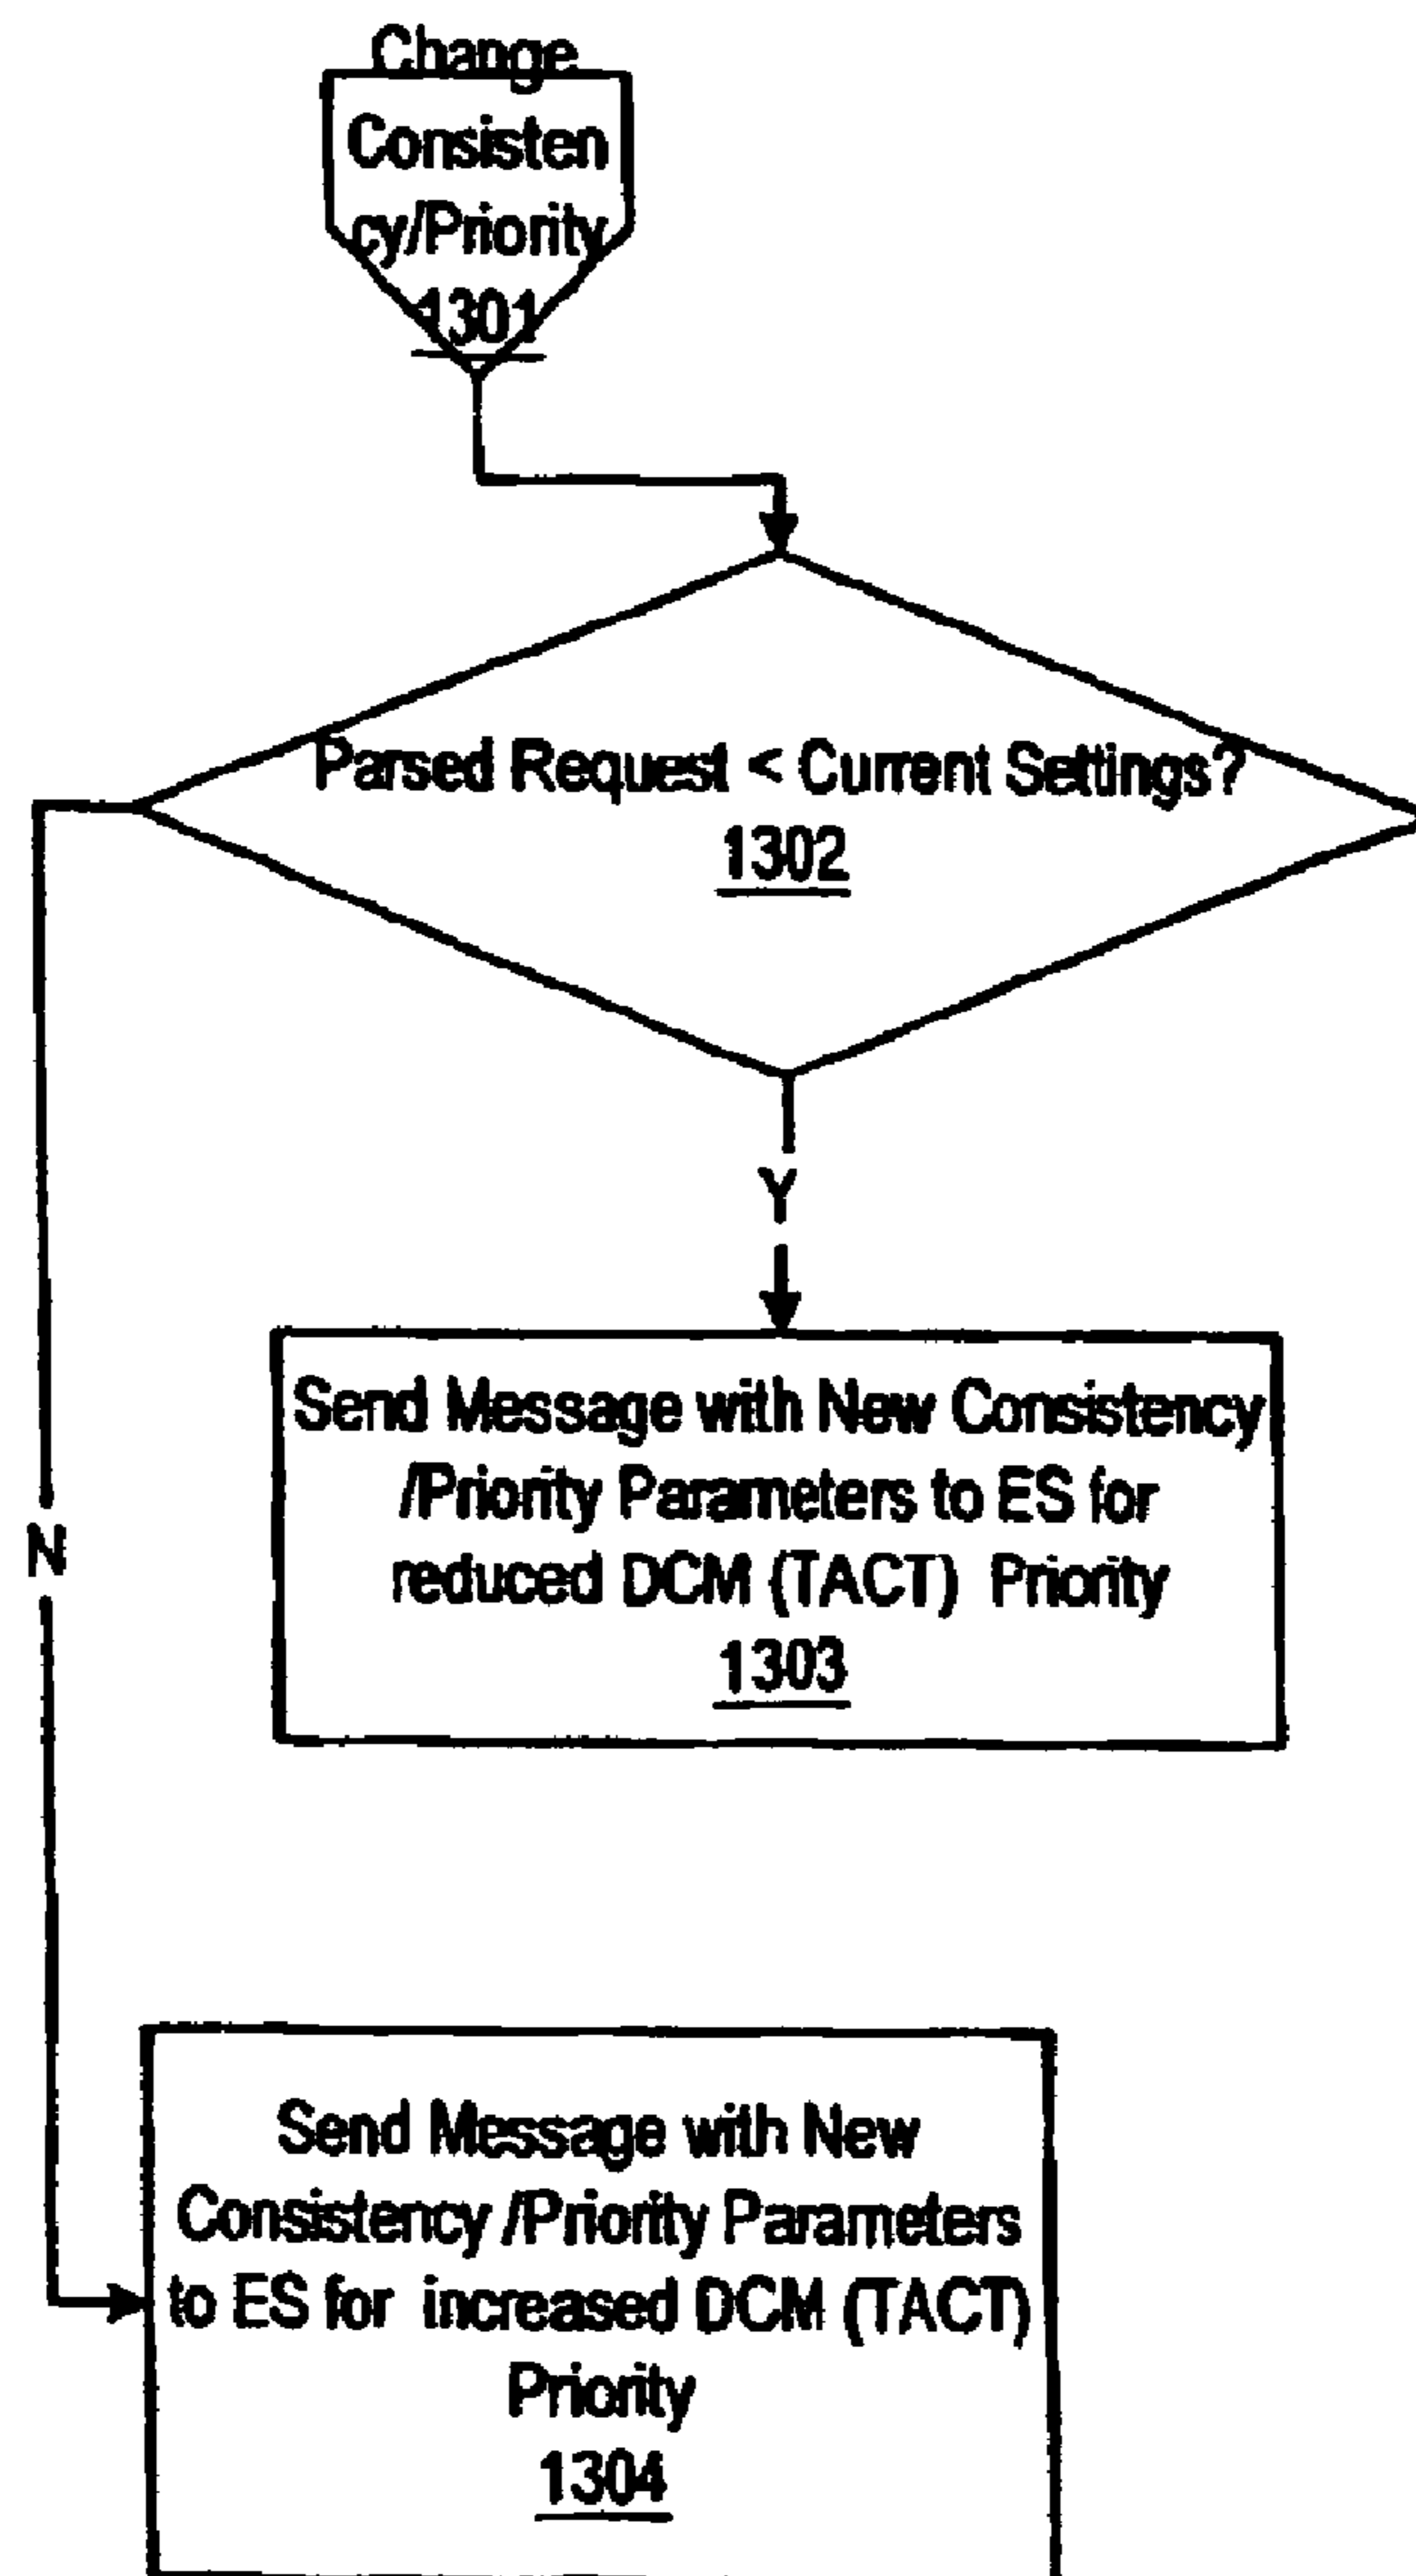 Change
Consisten
cy/Priority
1301
Parsed Request < Current Settings?
1302
Y
Send Message with New Consistency
/Priority Parameters to ES for
reduced DCM (TACT) Priority
1303
N
Send Message with New
Consistency /Priority Parameters
to ES for increased DCM (TACT)
Priority
1304